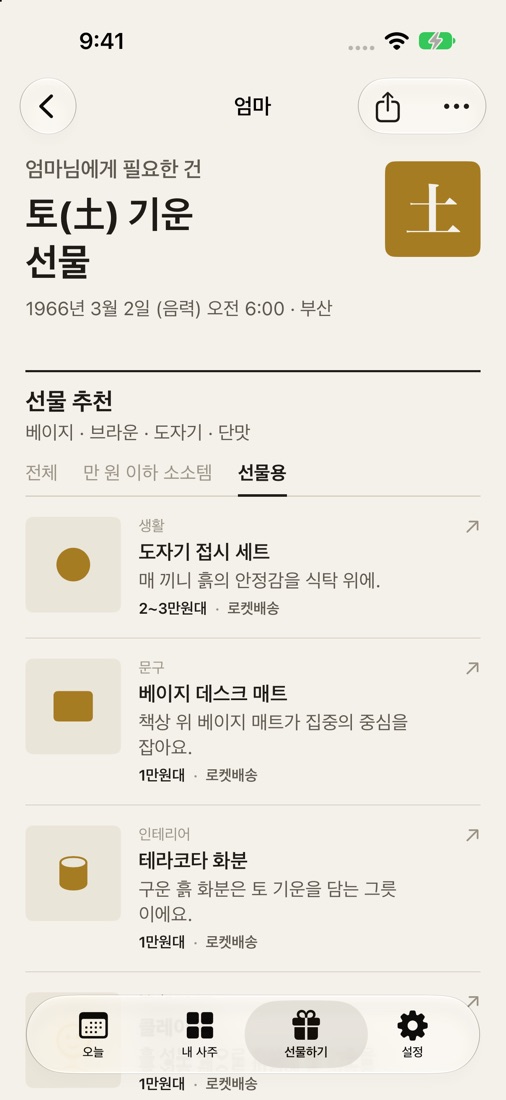 9:41
엄마
엄마님에게 필요한 건
토(土) 기운
선물
土
1966년 3월 2일 (음력) 오전 6:00 · 부산
선물 추천
베이지 · 브라운 · 도자기 · 단맛
전체 만 원 이하 소소템 선물용
생활
도자기 접시 세트
매 끼니 흙의 안정감을 식탁 위에.
2~3만원대 · 로켓배송
문구
베이지 데스크 매트
책상 위 베이지 매트가 집중의 중심을
잡아요.
1만원대 · 로켓배송
인테리어
테라코타 화분
구운 흙 화분은 토 기운을 담는 그릇
이에요.
1만원대 · 로켓배송
오늘 내 사주 선물하기 설정
1만원대 · 로켓배송